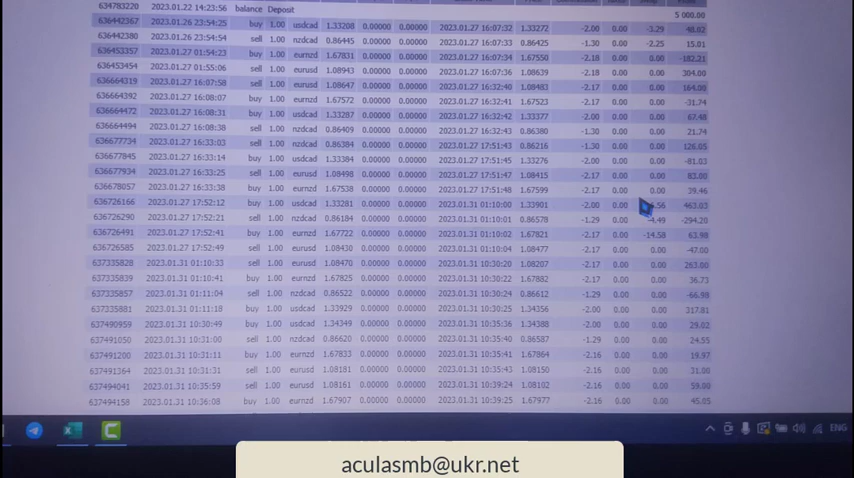 634783220 2023.01.22 14:23:56 balance Deposit 5 000.00
636442367 2023.01.26 23:54:25 buy 1.00 usdcad 1.33208 0.00000 0.00000 2023.01.27 16:07:32 1.33272 -2.00 0.00 -3.29 48.02
636442380 2023.01.26 23:54:54 sell 1.00 nzdcad 0.86445 0.00000 0.00000 2023.01.27 16:07:33 0.86425 -1.30 0.00 -2.25 15.01
636453357 2023.01.27 01:54:23 buy 1.00 eurnzd 1.67831 0.00000 0.00000 2023.01.27 16:07:34 1.67550 -2.18 0.00 0.00 -182.21
636453454 2023.01.27 01:55:06 sell 1.00 eurusd 1.08943 0.00000 0.00000 2023.01.27 16:07:36 1.08639 -2.18 0.00 0.00 304.00
636664319 2023.01.27 16:07:58 sell 1.00 eurusd 1.08647 0.00000 0.00000 2023.01.27 16:32:40 1.08483 -2.17 0.00 0.00 164.00
636664392 2023.01.27 16:08:07 buy 1.00 eurnzd 1.67572 0.00000 0.00000 2023.01.27 16:32:41 1.67523 -2.17 0.00 0.00 -31.74
636664472 2023.01.27 16:08:31 buy 1.00 usdcad 1.33287 0.00000 0.00000 2023.01.27 16:32:42 1.33377 -2.00 0.00 0.00 67.48
636664494 2023.01.27 16:08:38 sell 1.00 nzdcad 0.86409 0.00000 0.00000 2023.01.27 16:32:43 0.86380 -1.30 0.00 0.00 21.74
636677734 2023.01.27 16:33:03 sell 1.00 nzdcad 0.86384 0.00000 0.00000 2023.01.27 17:51:43 0.86216 -1.30 0.00 0.00 126.05
636677845 2023.01.27 16:33:14 buy 1.00 usdcad 1.33384 0.00000 0.00000 2023.01.27 17:51:45 1.33276 -2.00 0.00 0.00 -81.03
636677934 2023.01.27 16:33:25 sell 1.00 eurusd 1.08498 0.00000 0.00000 2023.01.27 17:51:47 1.08415 -2.17 0.00 0.00 83.00
636678057 2023.01.27 16:33:38 buy 1.00 eurnzd 1.67538 0.00000 0.00000 2023.01.27 17:51:48 1.67599 -2.17 0.00 0.00 39.46
636726166 2023.01.27 17:52:12 buy 1.00 usdcad 1.33281 0.00000 0.00000 2023.01.31 01:10:00 1.33901 -2.00 0.00 463.03
636726290 2023.01.27 17:52:21 sell 1.00 nzdcad 0.86184 0.00000 0.00000 2023.01.31 01:10:01 0.86578 -1.29 0.00 -4.49 -294.20
636726491 2023.01.27 17:52:41 buy 1.00 eurnzd 1.67722 0.00000 0.00000 2023.01.31 01:10:02 1.67821 -2.17 0.00 -14.58 63.98
636726585 2023.01.27 17:52:49 sell 1.00 eurusd 1.08430 0.00000 0.00000 2023.01.31 01:10:04 1.08477 -2.17 0.00 0.00 -47.00
637335828 2023.01.31 01:10:33 sell 1.00 eurusd 1.08470 0.00000 0.00000 2023.01.31 10:30:20 1.08207 -2.17 0.00 0.00 263.00
637335839 2023.01.31 01:10:41 buy 1.00 eurnzd 1.67825 0.00000 0.00000 2023.01.31 10:30:22 1.67882 -2.17 0.00 0.00 36.73
637335857 2023.01.31 01:11:04 sell 1.00 nzdcad 0.86522 0.00000 0.00000 2023.01.31 10:30:24 0.86612 -1.29 0.00 0.00 -66.98
637335881 2023.01.31 01:11:18 buy 1.00 usdcad 1.33929 0.00000 0.00000 2023.01.31 10:30:25 1.34356 -2.00 0.00 0.00 317.81
637490959 2023.01.31 10:30:49 buy 1.00 usdcad 1.34349 0.00000 0.00000 2023.01.31 10:35:36 1.34388 -2.00 0.00 0.00 29.02
637491050 2023.01.31 10:31:00 sell 1.00 nzdcad 0.86620 0.00000 0.00000 2023.01.31 10:35:40 0.86587 -1.29 0.00 0.00 24.55
637491200 2023.01.31 10:31:11 buy 1.00 eurnzd 1.67833 0.00000 0.00000 2023.01.31 10:35:41 1.67864 -2.16 0.00 0.00 19.97
637491364 2023.01.31 10:31:31 sell 1.00 eurusd 1.08181 0.00000 0.00000 2023.01.31 10:35:43 1.08150 -2.16 0.00 0.00 31.00
637494041 2023.01.31 10:35:59 sell 1.00 eurusd 1.08161 0.00000 0.00000 2023.01.31 10:39:24 1.08102 -2.16 0.00 0.00 59.00
637494158 2023.01.31 10:36:08 buy 1.00 eurnzd 1.67907 0.00000 0.00000 2023.01.31 10:39:25 1.67977 -2.16 0.00 0.00 45.05
ENG
aculasmb@ukr.net